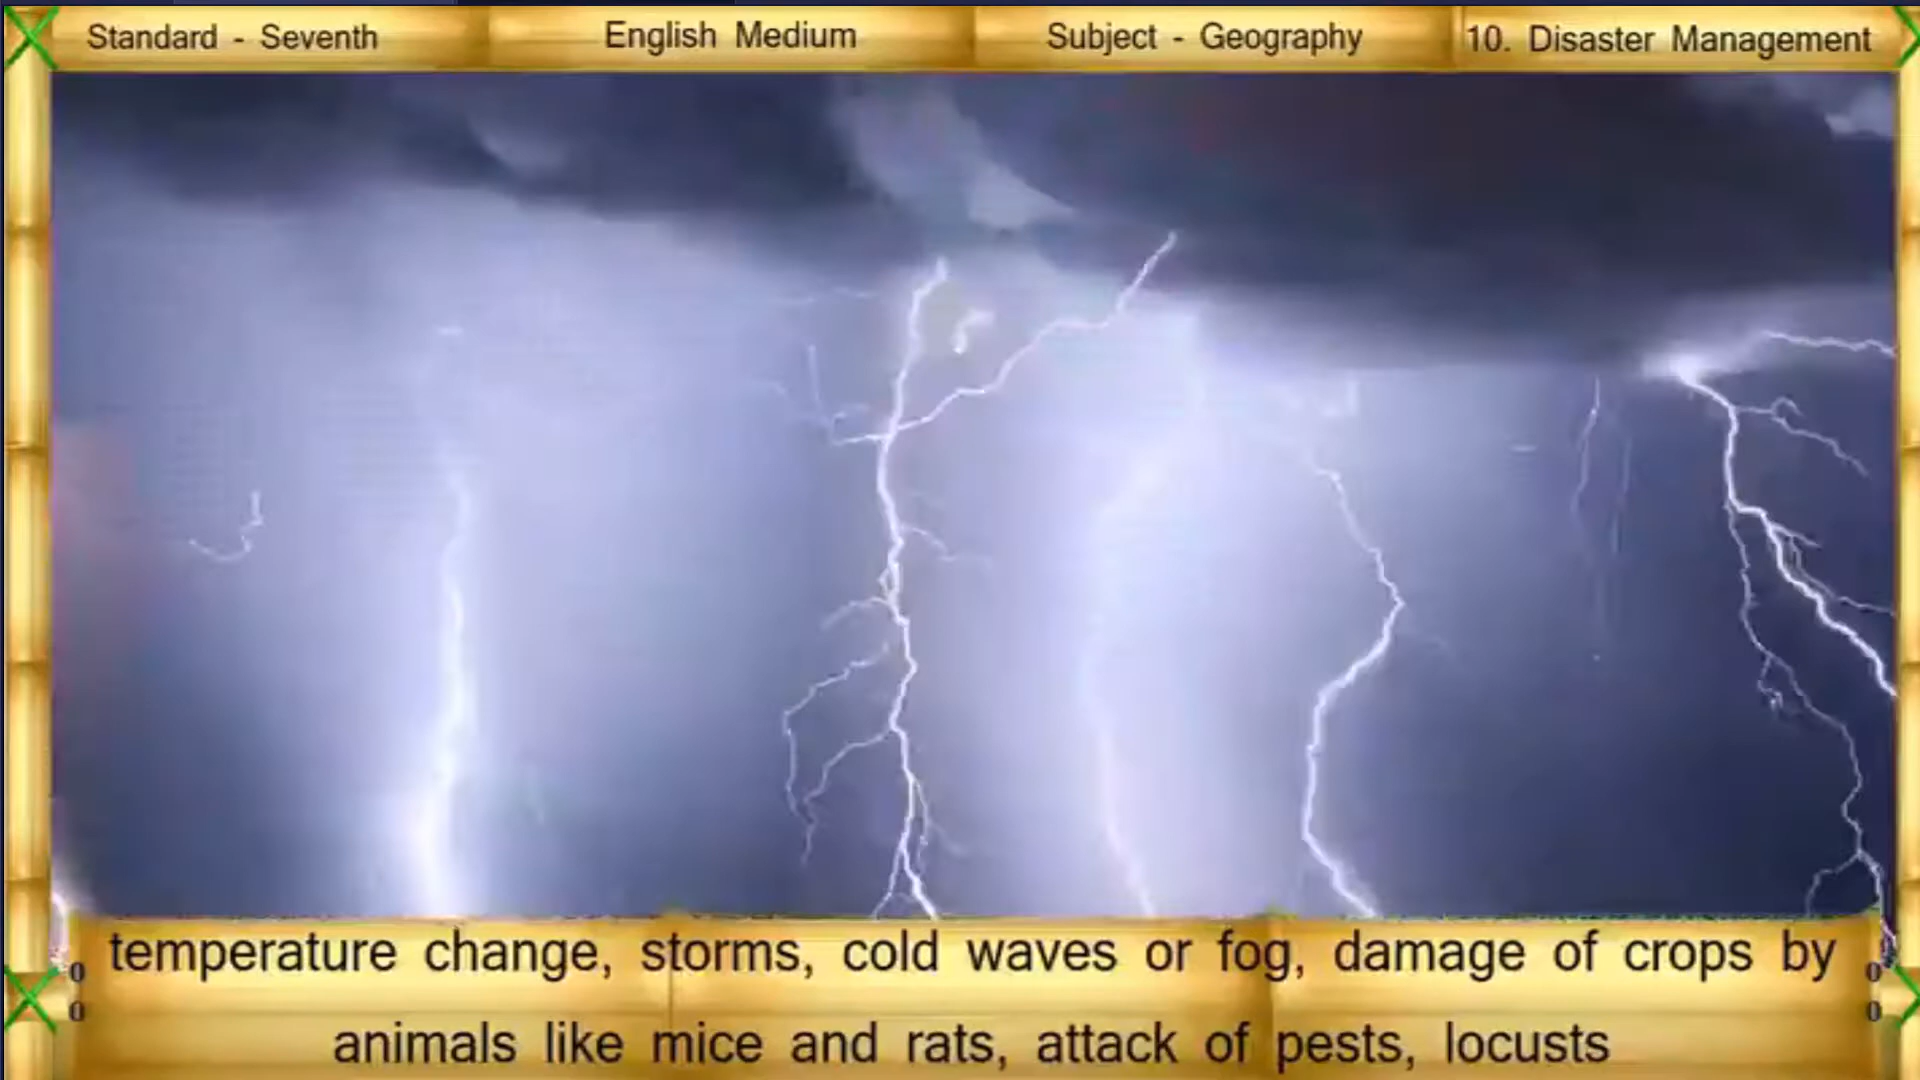 Standard - Seventh
English Medium
Subject - Geography
10. Disaster Management
temperature change, storms, cold waves or fog, damage of crops by
animals like mice and rats, attack of pests, locusts